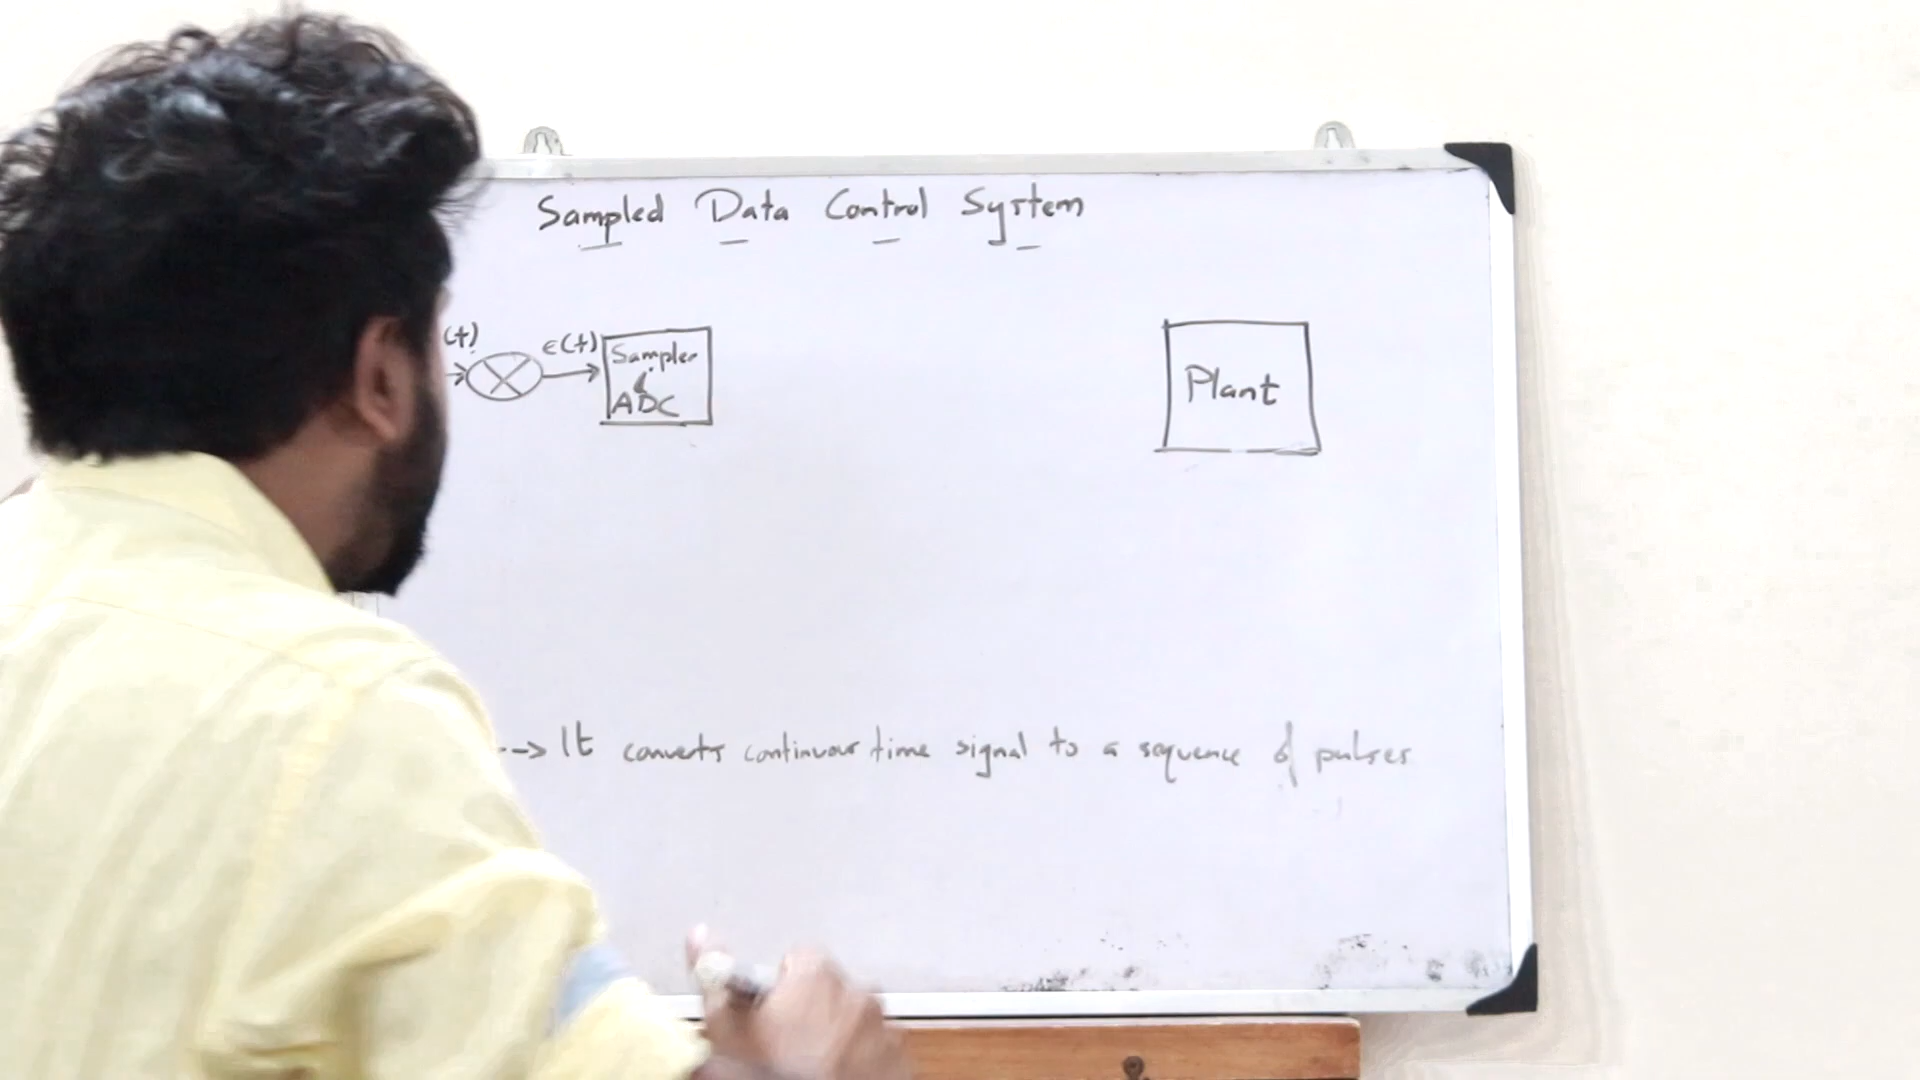 Sampled Data Control System
(t) e(t) Sampler
& ADC
Plant
--> It converts continuous time signal to a sequence of pulses